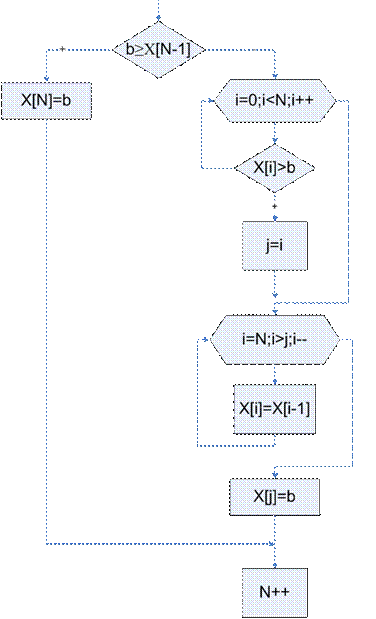 b≥X[N-1]
+
X[N]=b
i=0;i<N;i++
X[i]>b
+
j=i
i=N;i>j;i--
X[i]=X[i-1]
X[j]=b
N++